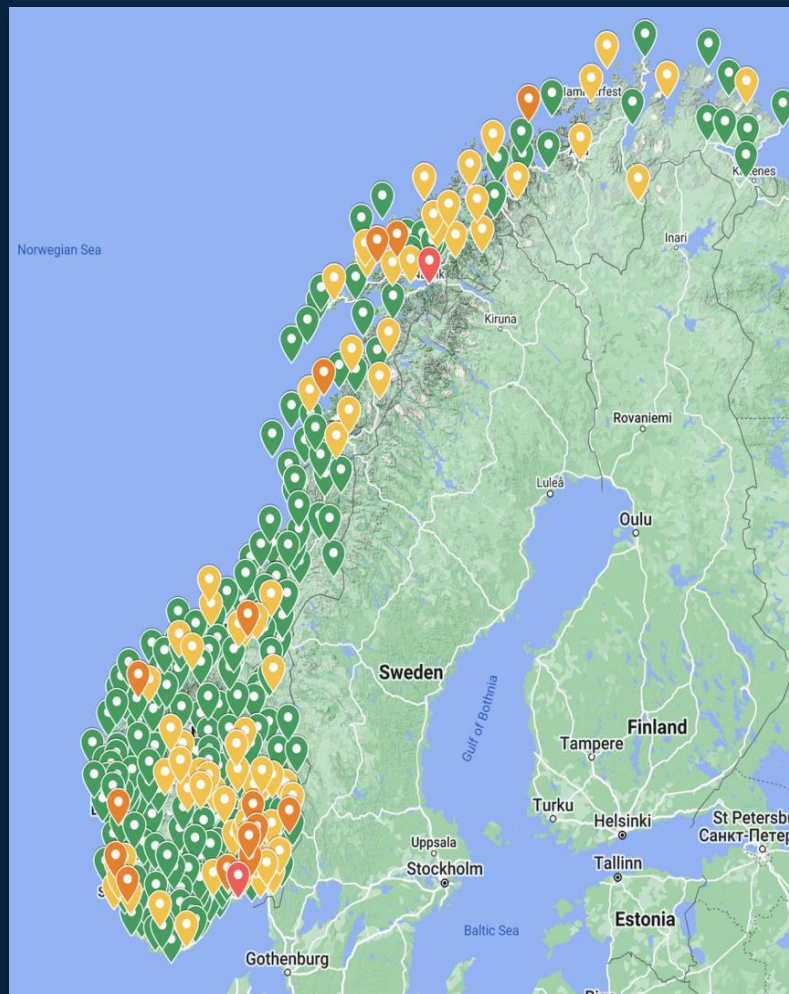 Norwegian Sea
Inari
Kiruna
Rovaniemi
Luleå
Oulu
Sweden
Gulf of Bothnia
Finland
Tampere
Turku
Helsinki
Uppsala
Stockholm
Tallinn
Estonia
Baltic Sea
Gothenburg